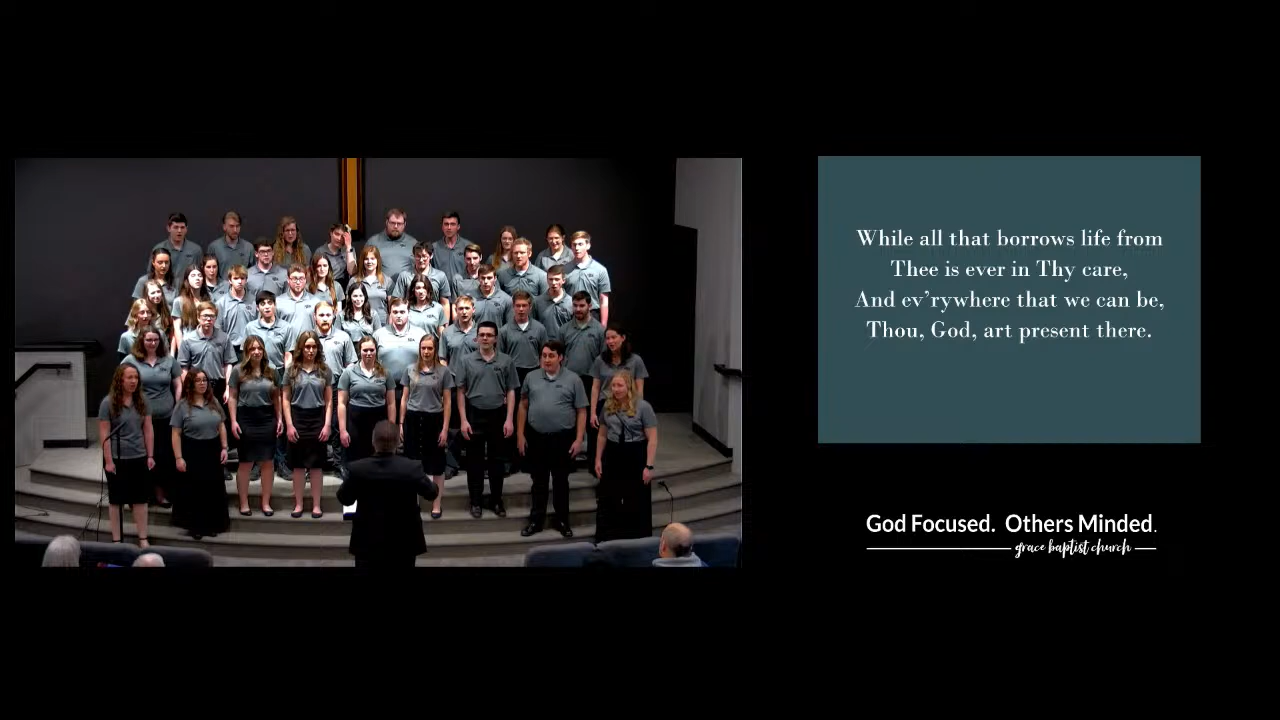 While all that borrows life from
Thee is ever in Thy care,
And ev’rywhere that we can be,
Thou, God, art present there.
God Focused. Others Minded.
grace baptist church